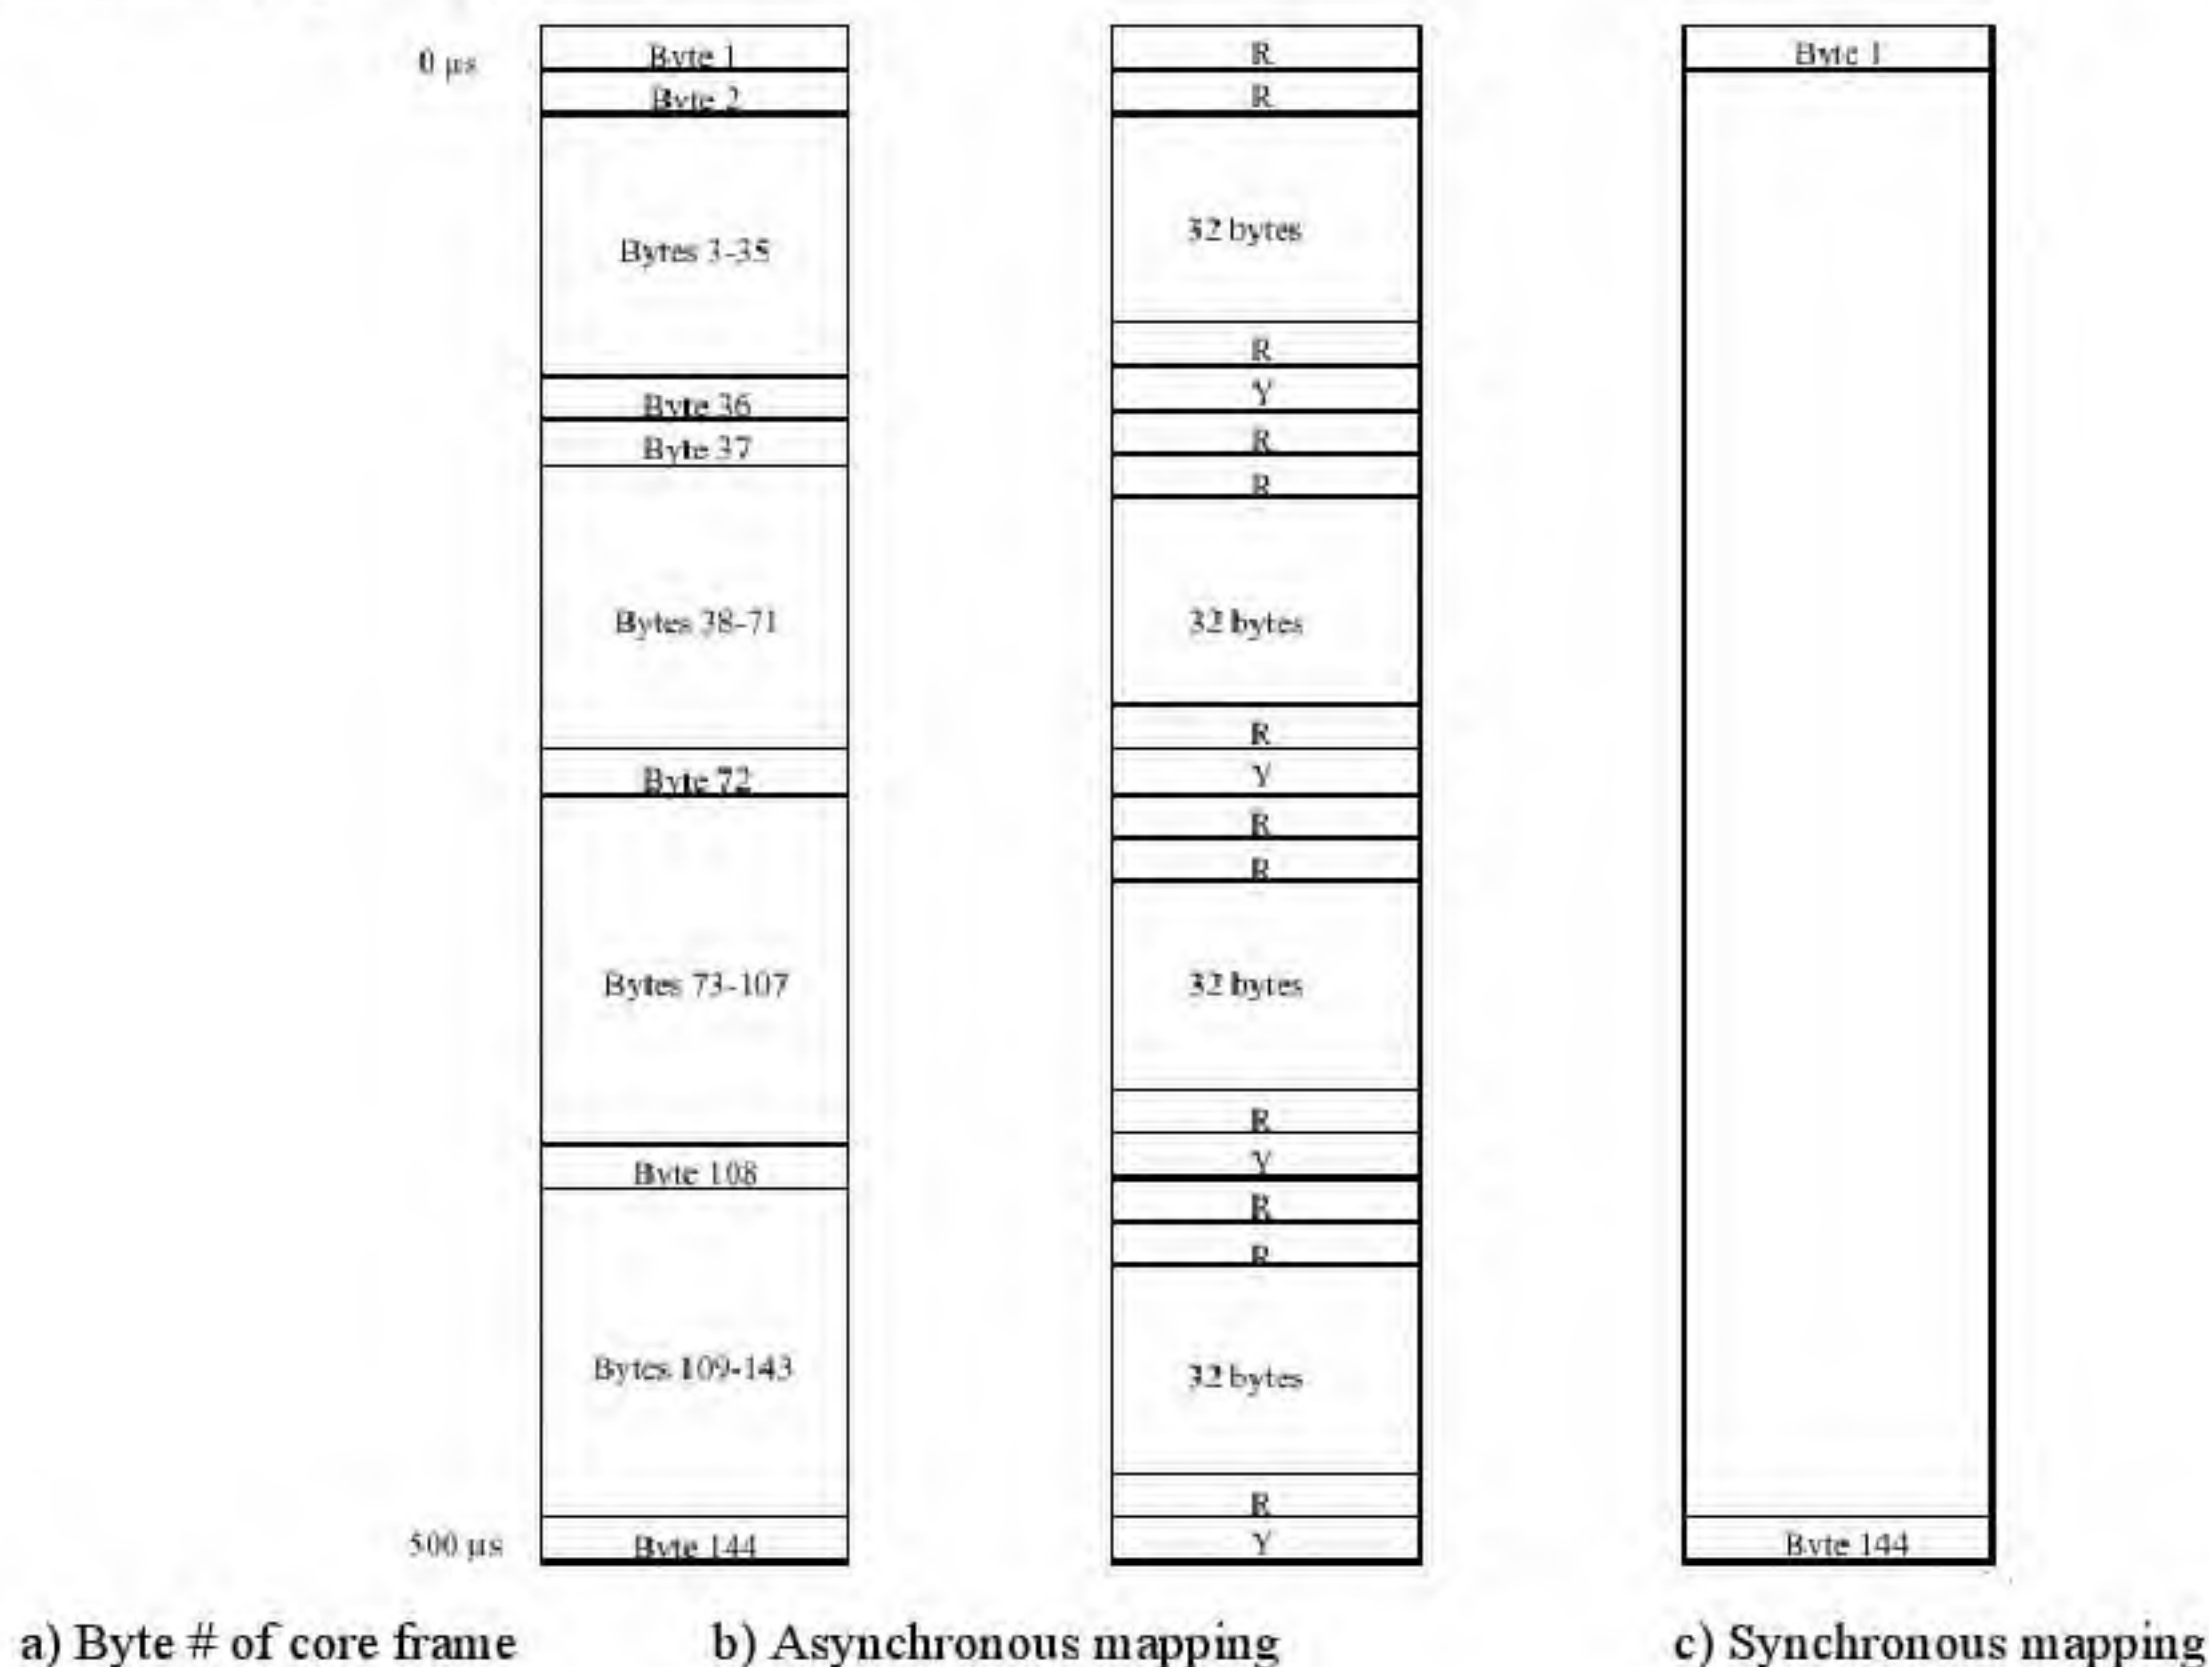 0 µs
Byte 1
Byte 2
Bytes 3-35
Byte 36
Byte 37
Bytes 38-71
Byte 72
Bytes 73-107
Byte 108
Bytes 109-143
500 µs
Byte 144
R
R
32 bytes
R
Y
R
R
32 bytes
R
Y
R
R
32 bytes
R
Y
R
R
32 bytes
R
Y
Byte 1
Byte 144
a) Byte # of core frame
b) Asynchronous mapping
c) Synchronous mapping